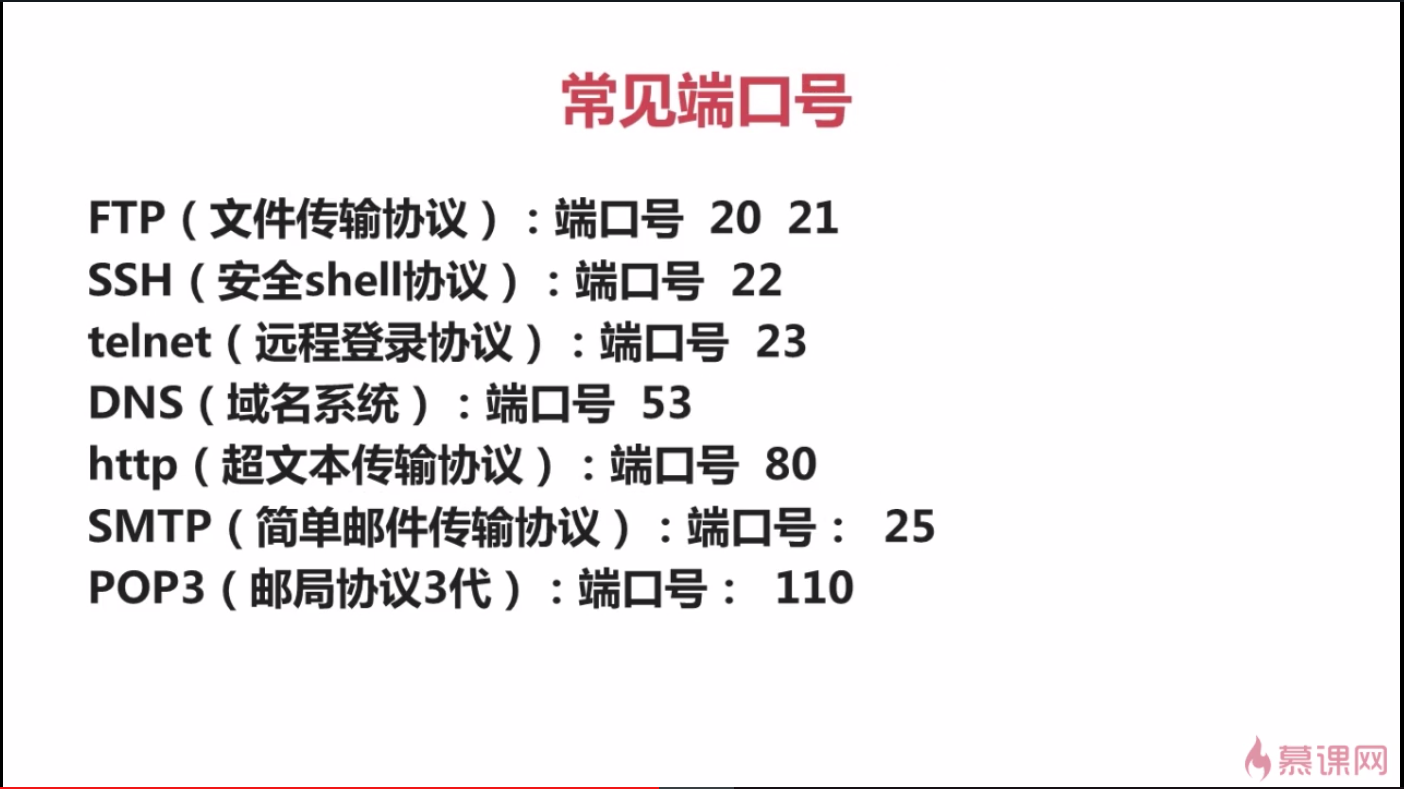 常见端口号
FTP（文件传输协议）：端口号 20 21
SSH（安全shell协议）：端口号 22
telnet（远程登录协议）：端口号 23
DNS（域名系统）：端口号 53
http（超文本传输协议）：端口号 80
SMTP（简单邮件传输协议）：端口号： 25
POP3（邮局协议3代）：端口号： 110
慕课网